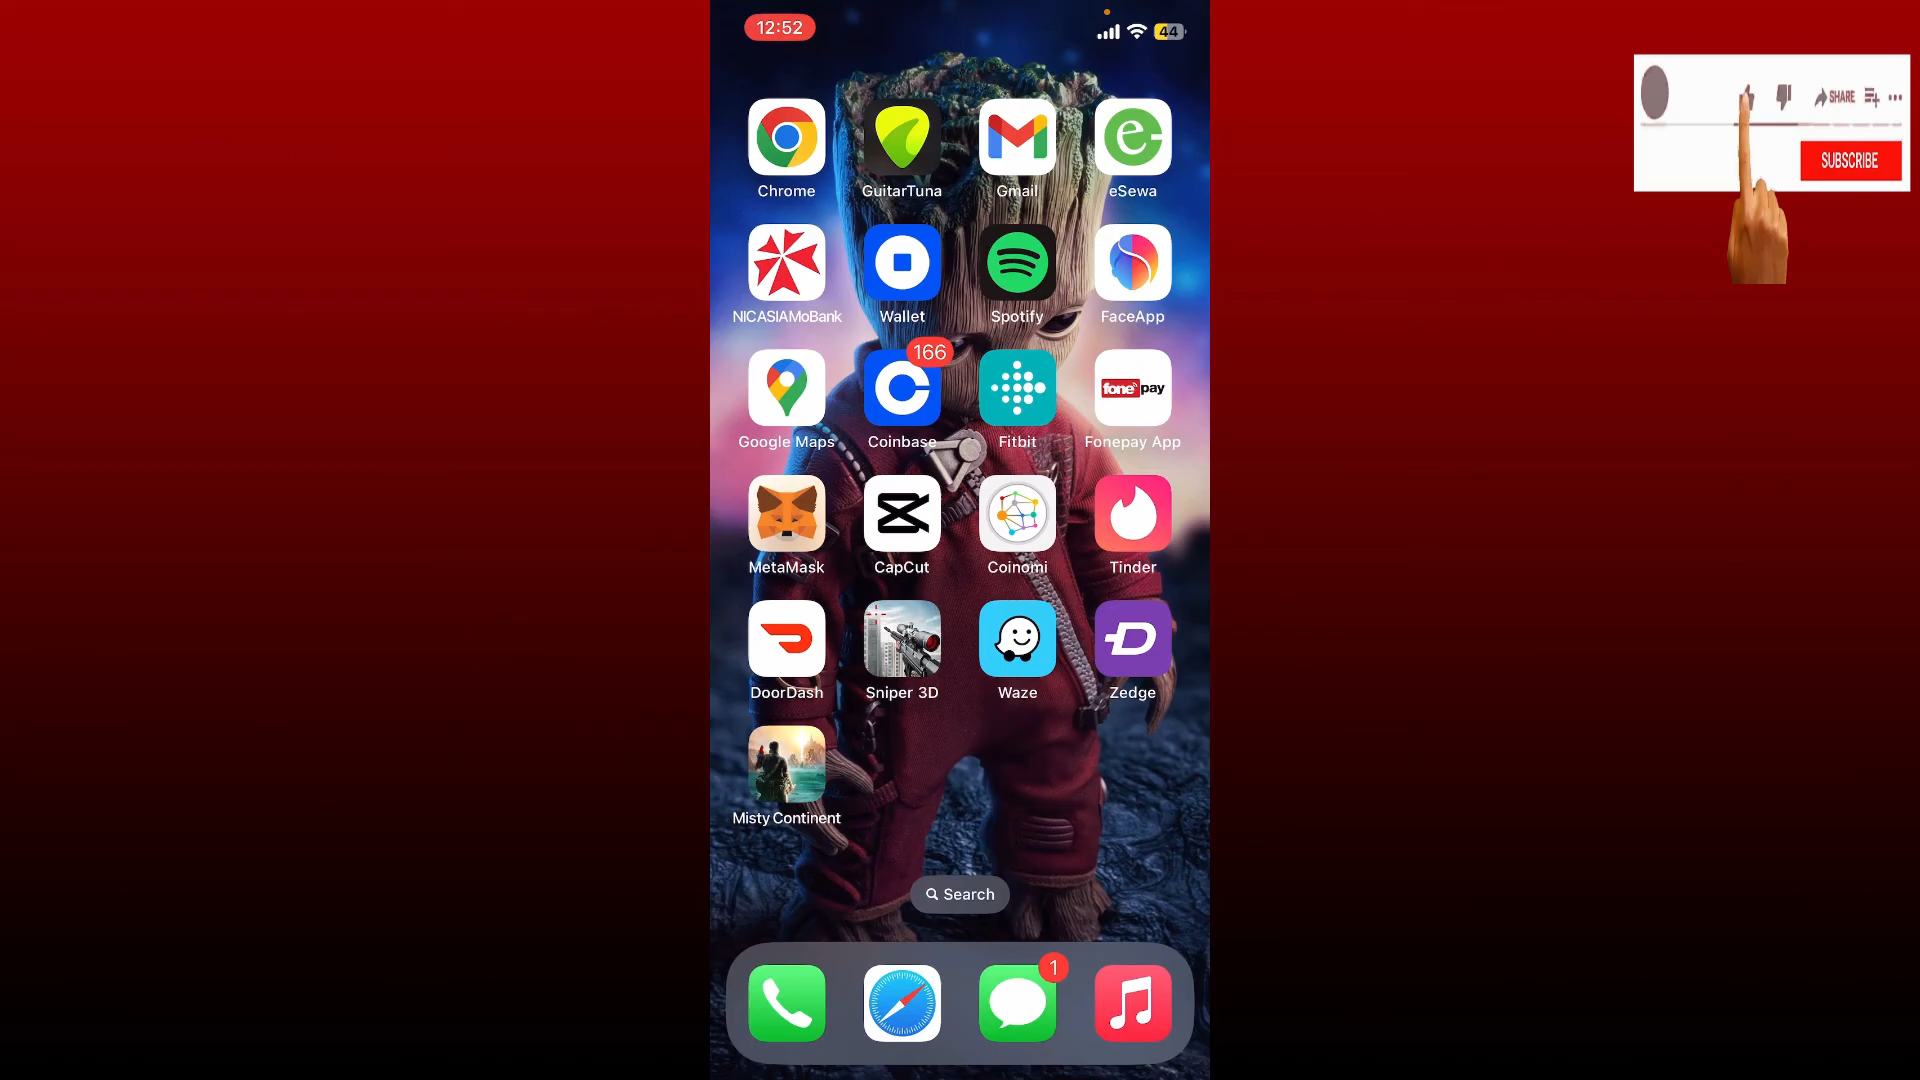 12:52
44
SHARE
SUBSCRIBE
Chrome
GuitarTuna
Gmail
eSewa
NICASIAMoBank
Wallet
Spotify
FaceApp
166
fone pay
Google Maps
Coinbase
Fitbit
Fonepay App
MetaMask
CapCut
Coinomi
Tinder
DoorDash
Sniper 3D
Waze
Zedge
Misty Continent
Search
1